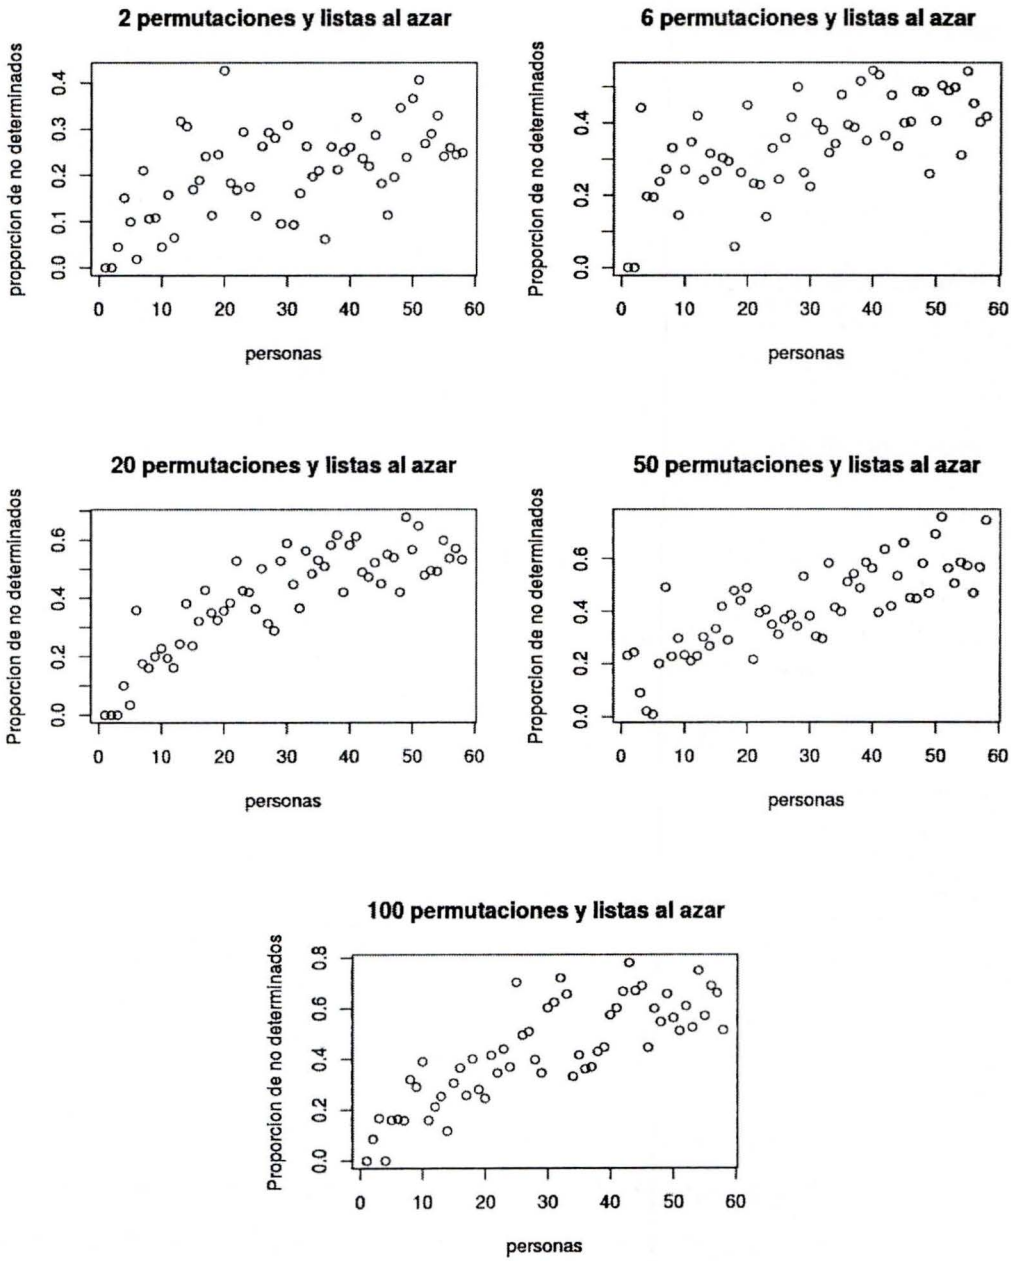 2 permutaciones y listas al azar
proporcion de no determinados
0.0 0.1 0.2 0.3 0.4
0 10 20 30 40 50 60
personas
6 permutaciones y listas al azar
Proporcion de no determinados
0.0 0.2 0.4
0 10 20 30 40 50 60
personas
20 permutaciones y listas al azar
Proporcion de no determinados
0.0 0.2 0.4 0.6
0 10 20 30 40 50 60
personas
50 permutaciones y listas al azar
Proporcion de no determinados
0.0 0.2 0.4 0.6
0 10 20 30 40 50 60
personas
100 permutaciones y listas al azar
Proporcion de no determinados
0.0 0.2 0.4 0.6 0.8
0 10 20 30 40 50 60
personas